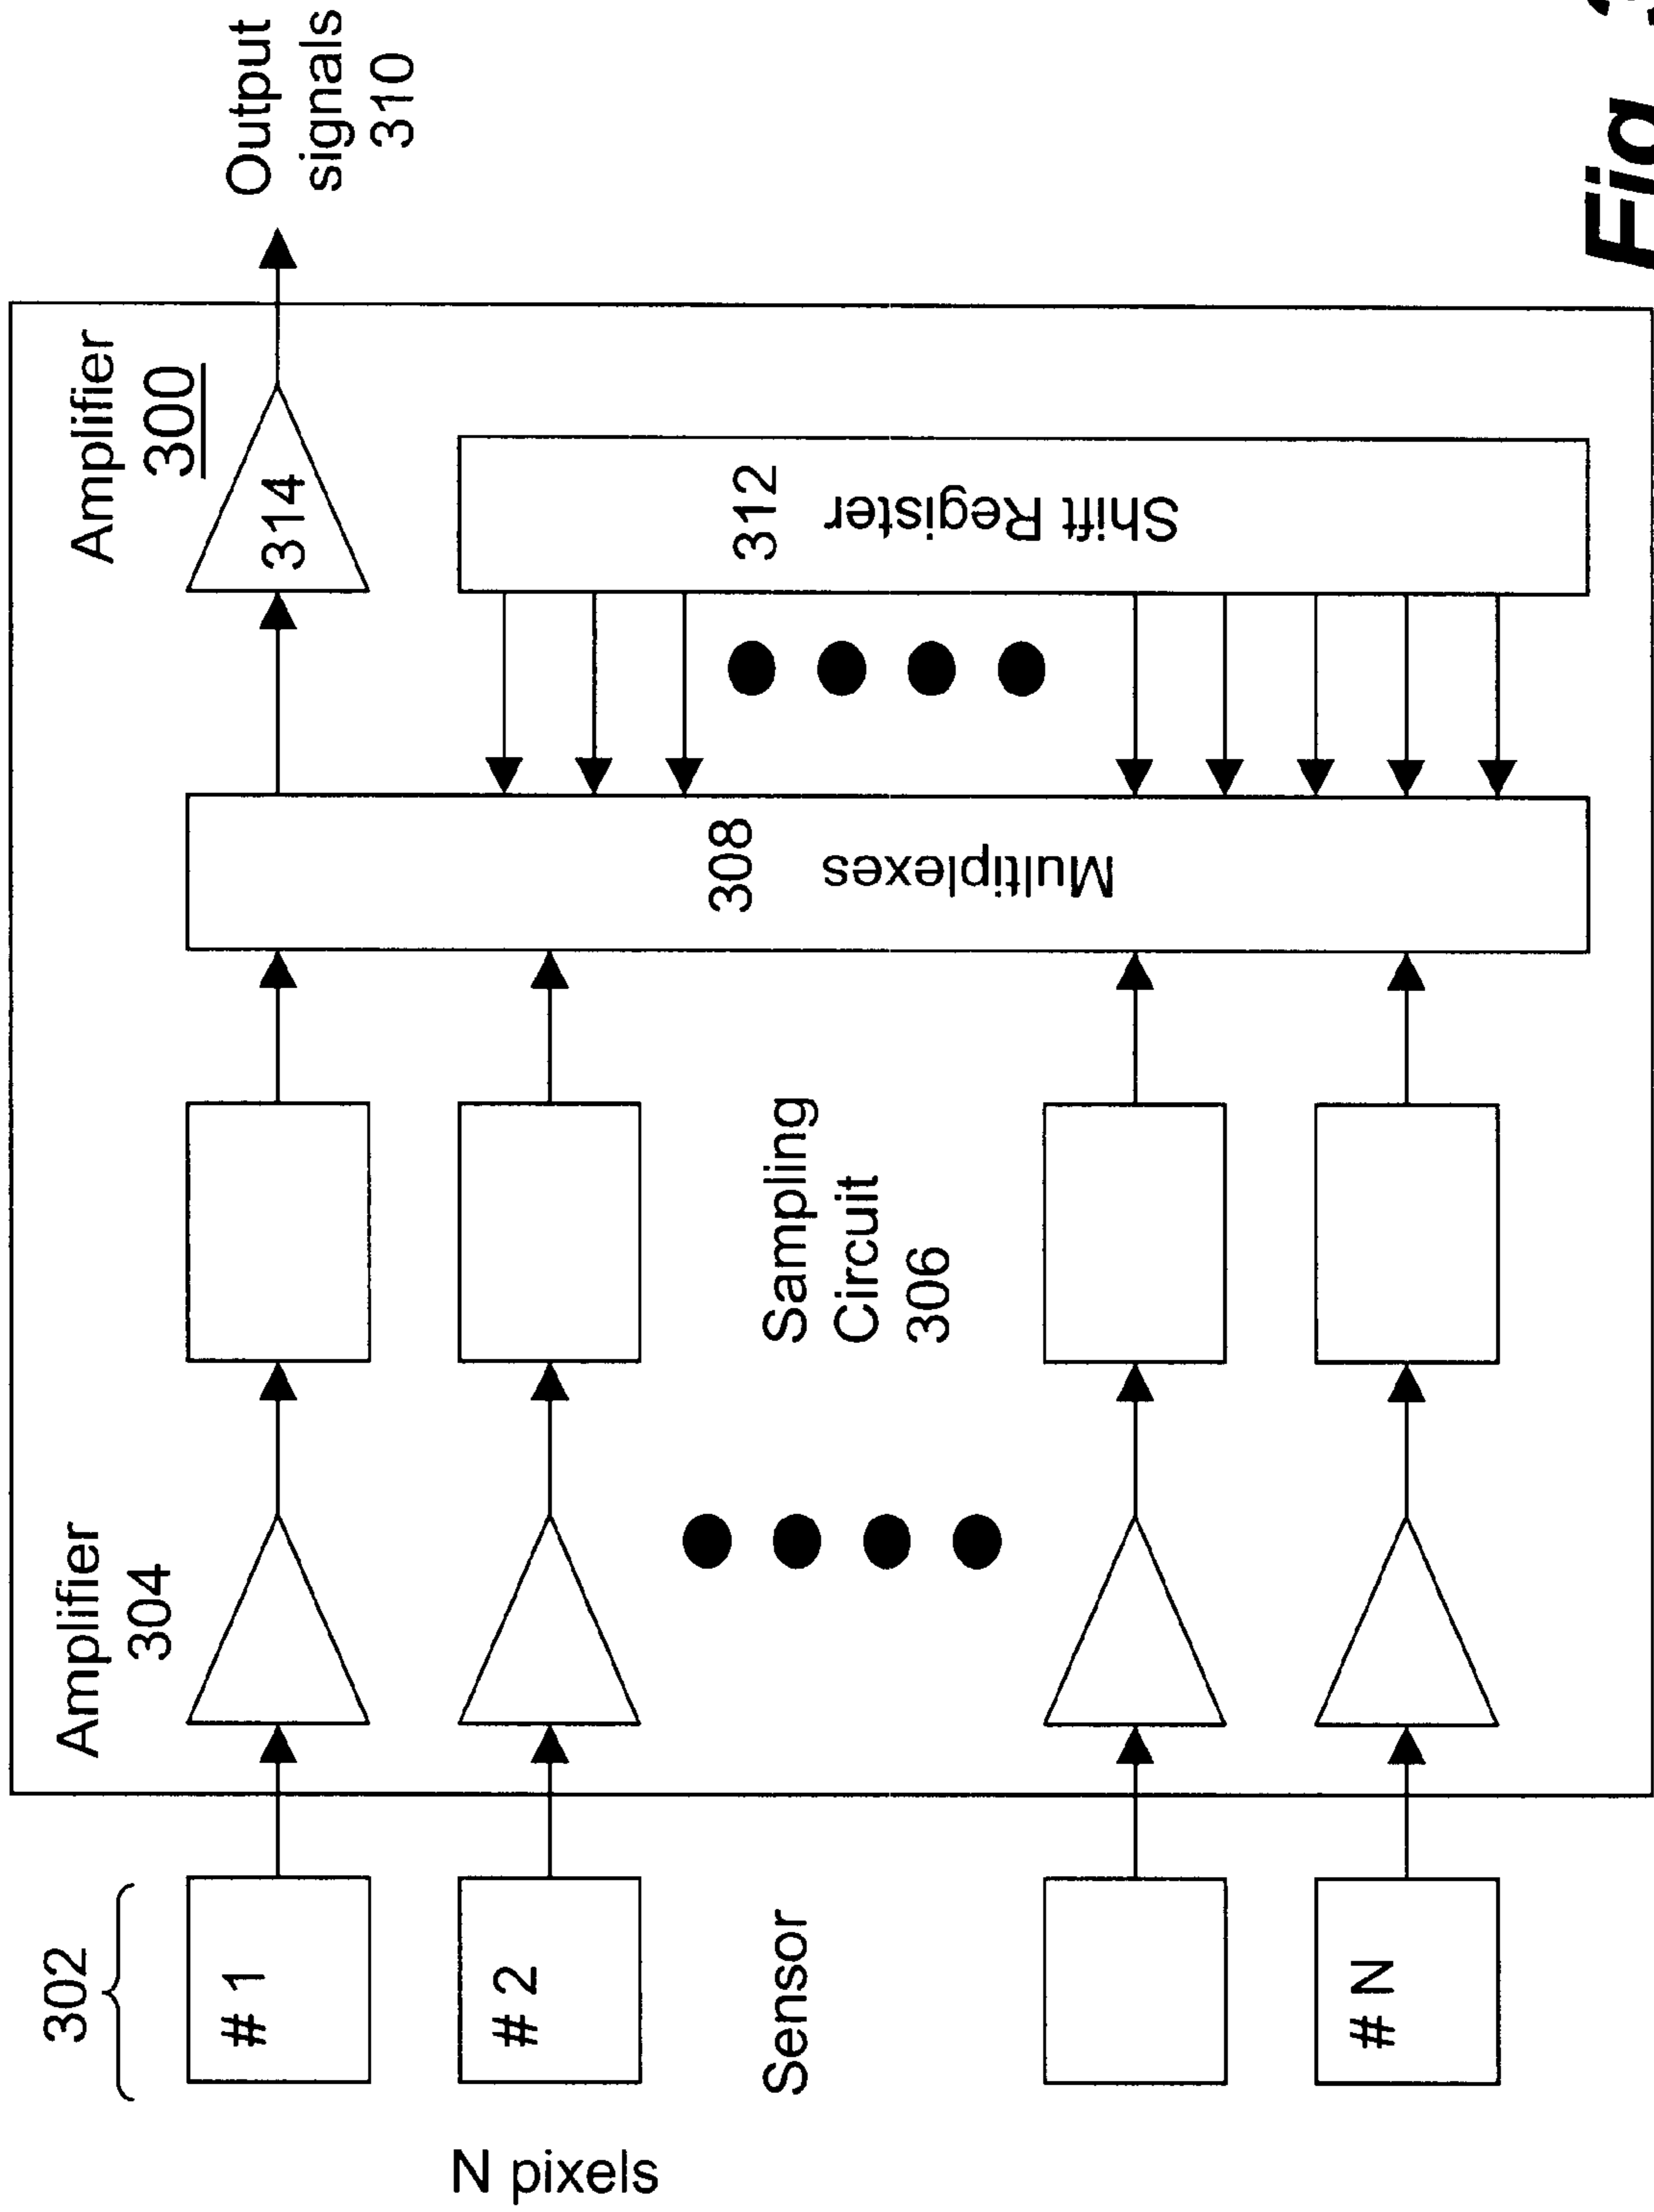 302
Amplifier
304
Amplifier
300
Output
signals
310
# 1
314
# 2
N pixels
Sensor
Sampling
Circuit
306
308
Multiplexes
312
Shift Register
# N